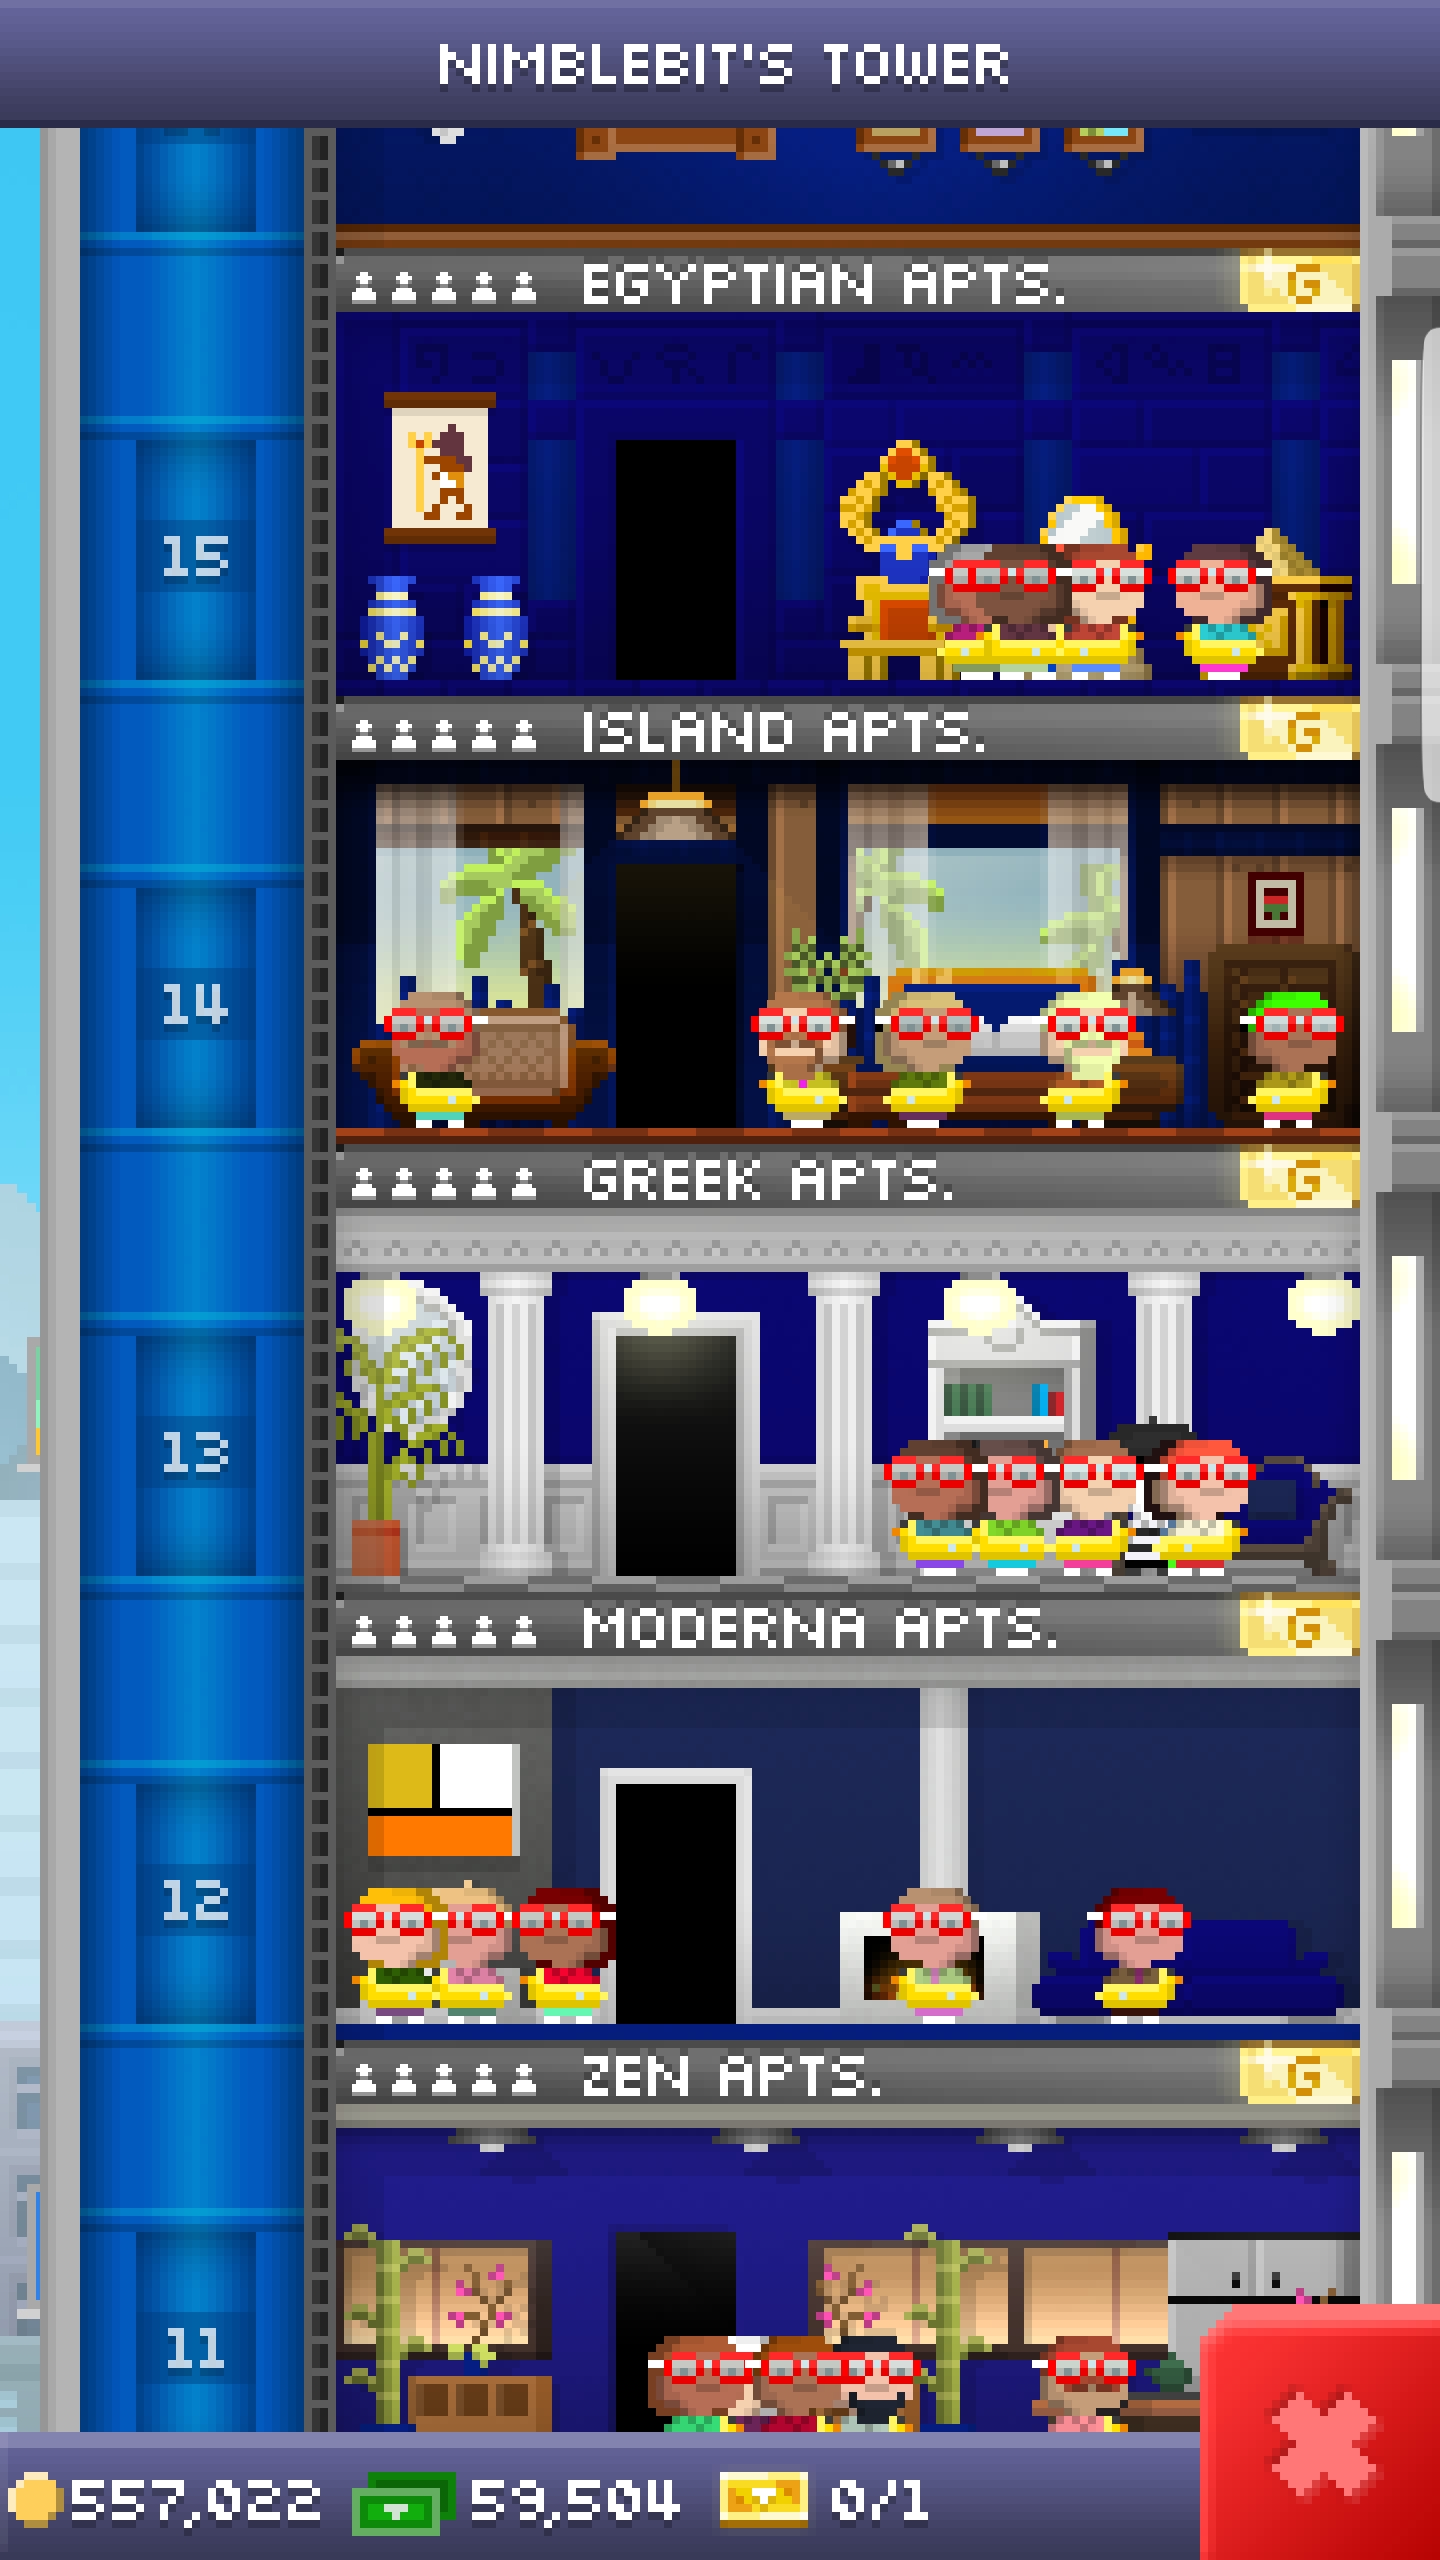 NIMBLEBIT'S TOWER
EGYPTIAN APTS. G
15
ISLAND APTS. G
14
GREEK APTS. G
13
MODERNA APTS. G
12
ZEN APTS. G
11
557,022 59,504 0/1